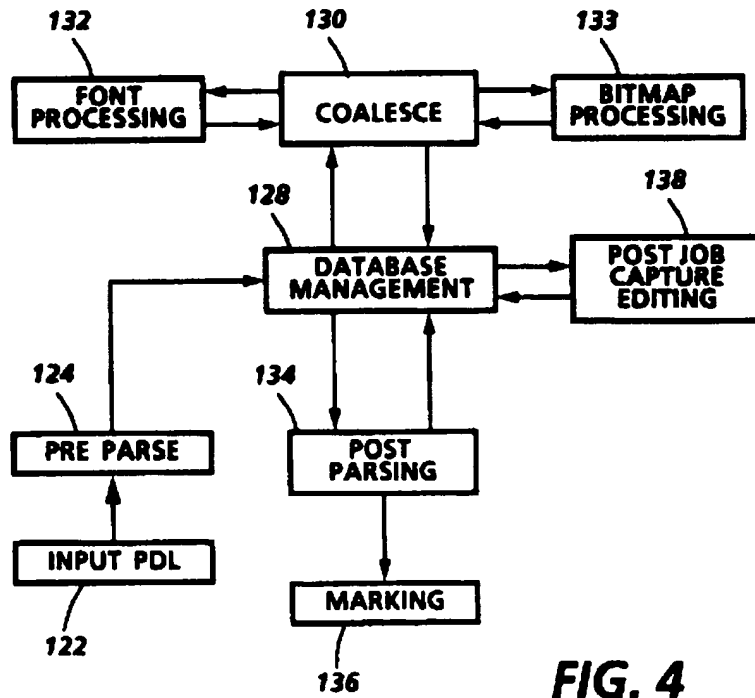 132
130
133
FONT
PROCESSING
COALESCE
BITMAP
PROCESSING
128
138
DATABASE
MANAGEMENT
POST JOB
CAPTURE
EDITING
124
134
PRE PARSE
POST
PARSING
INPUT PDL
MARKING
122
136
FIG. 4